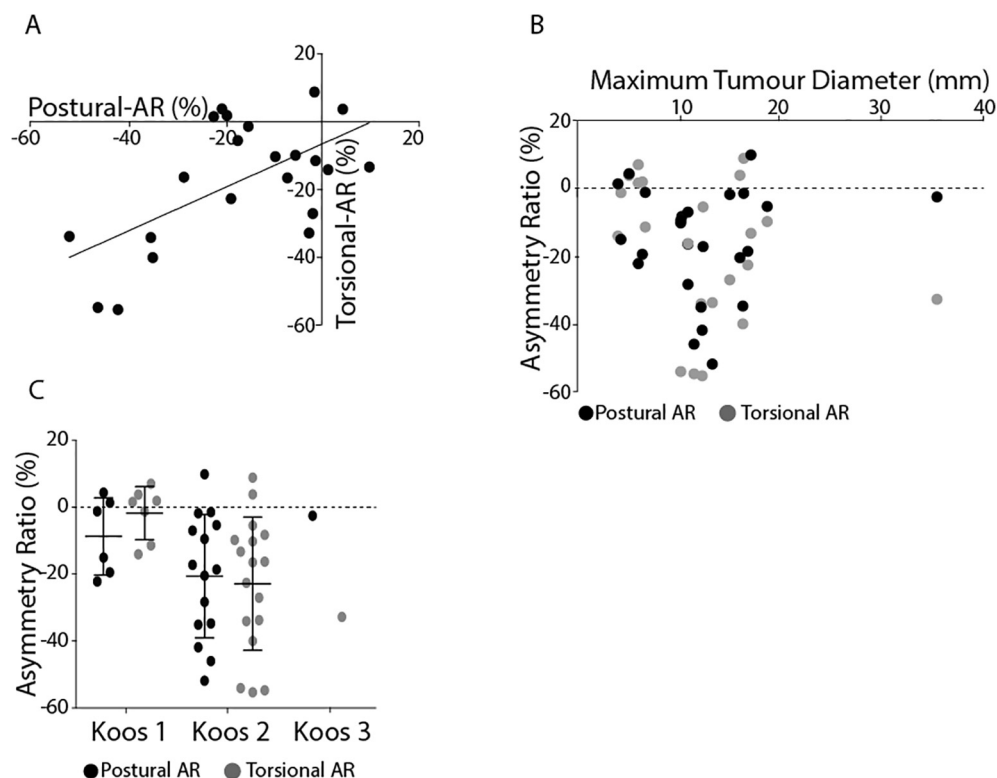 A
20
Postural-AR (%)
-60 -40 -20 20
-20
-40
-60
Torsional-AR (%)
B
Maximum Tumour Diameter (mm)
10 20 30 40
20
0
-20
-40
-60
Asymmetry Ratio (%)
Postural AR Torsional AR
C
20
0
-20
-40
-60
Asymmetry Ratio (%)
Koos 1 Koos 2 Koos 3
Postural AR Torsional AR